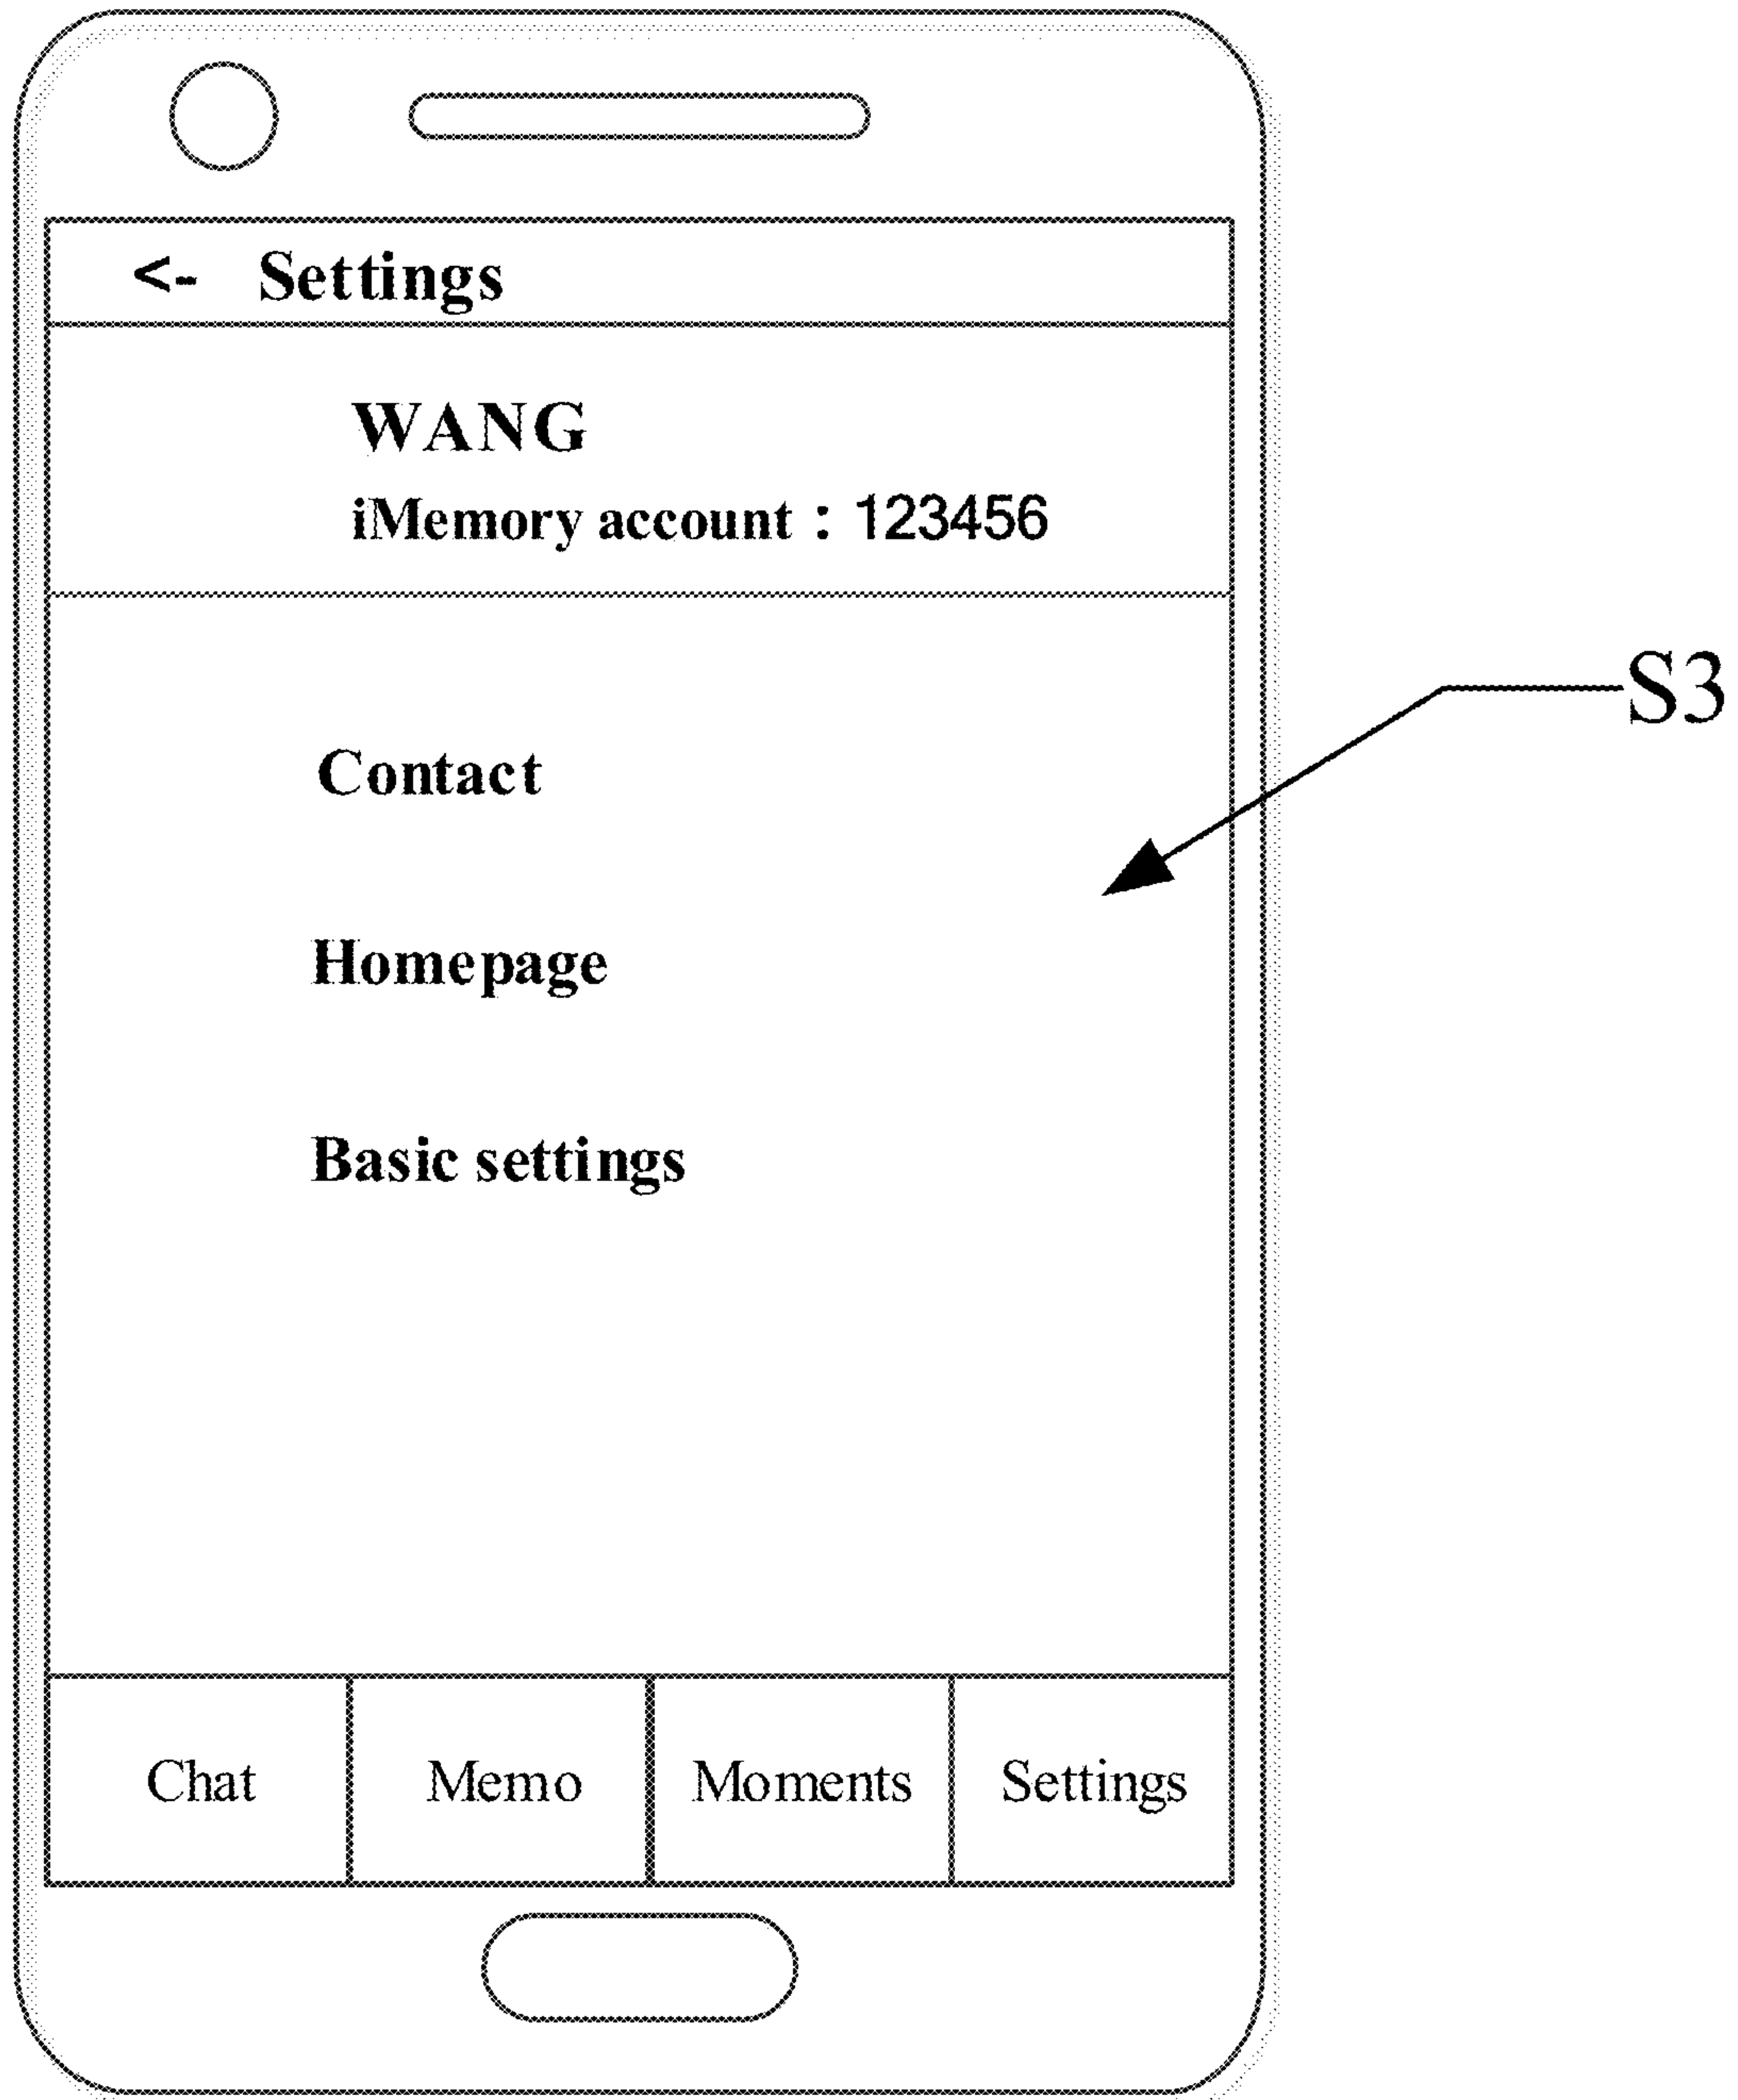 <- Settings
WANG
iMemory account : 123456
S3
Contact
Homepage
Basic settings
Chat Memo Moments Settings